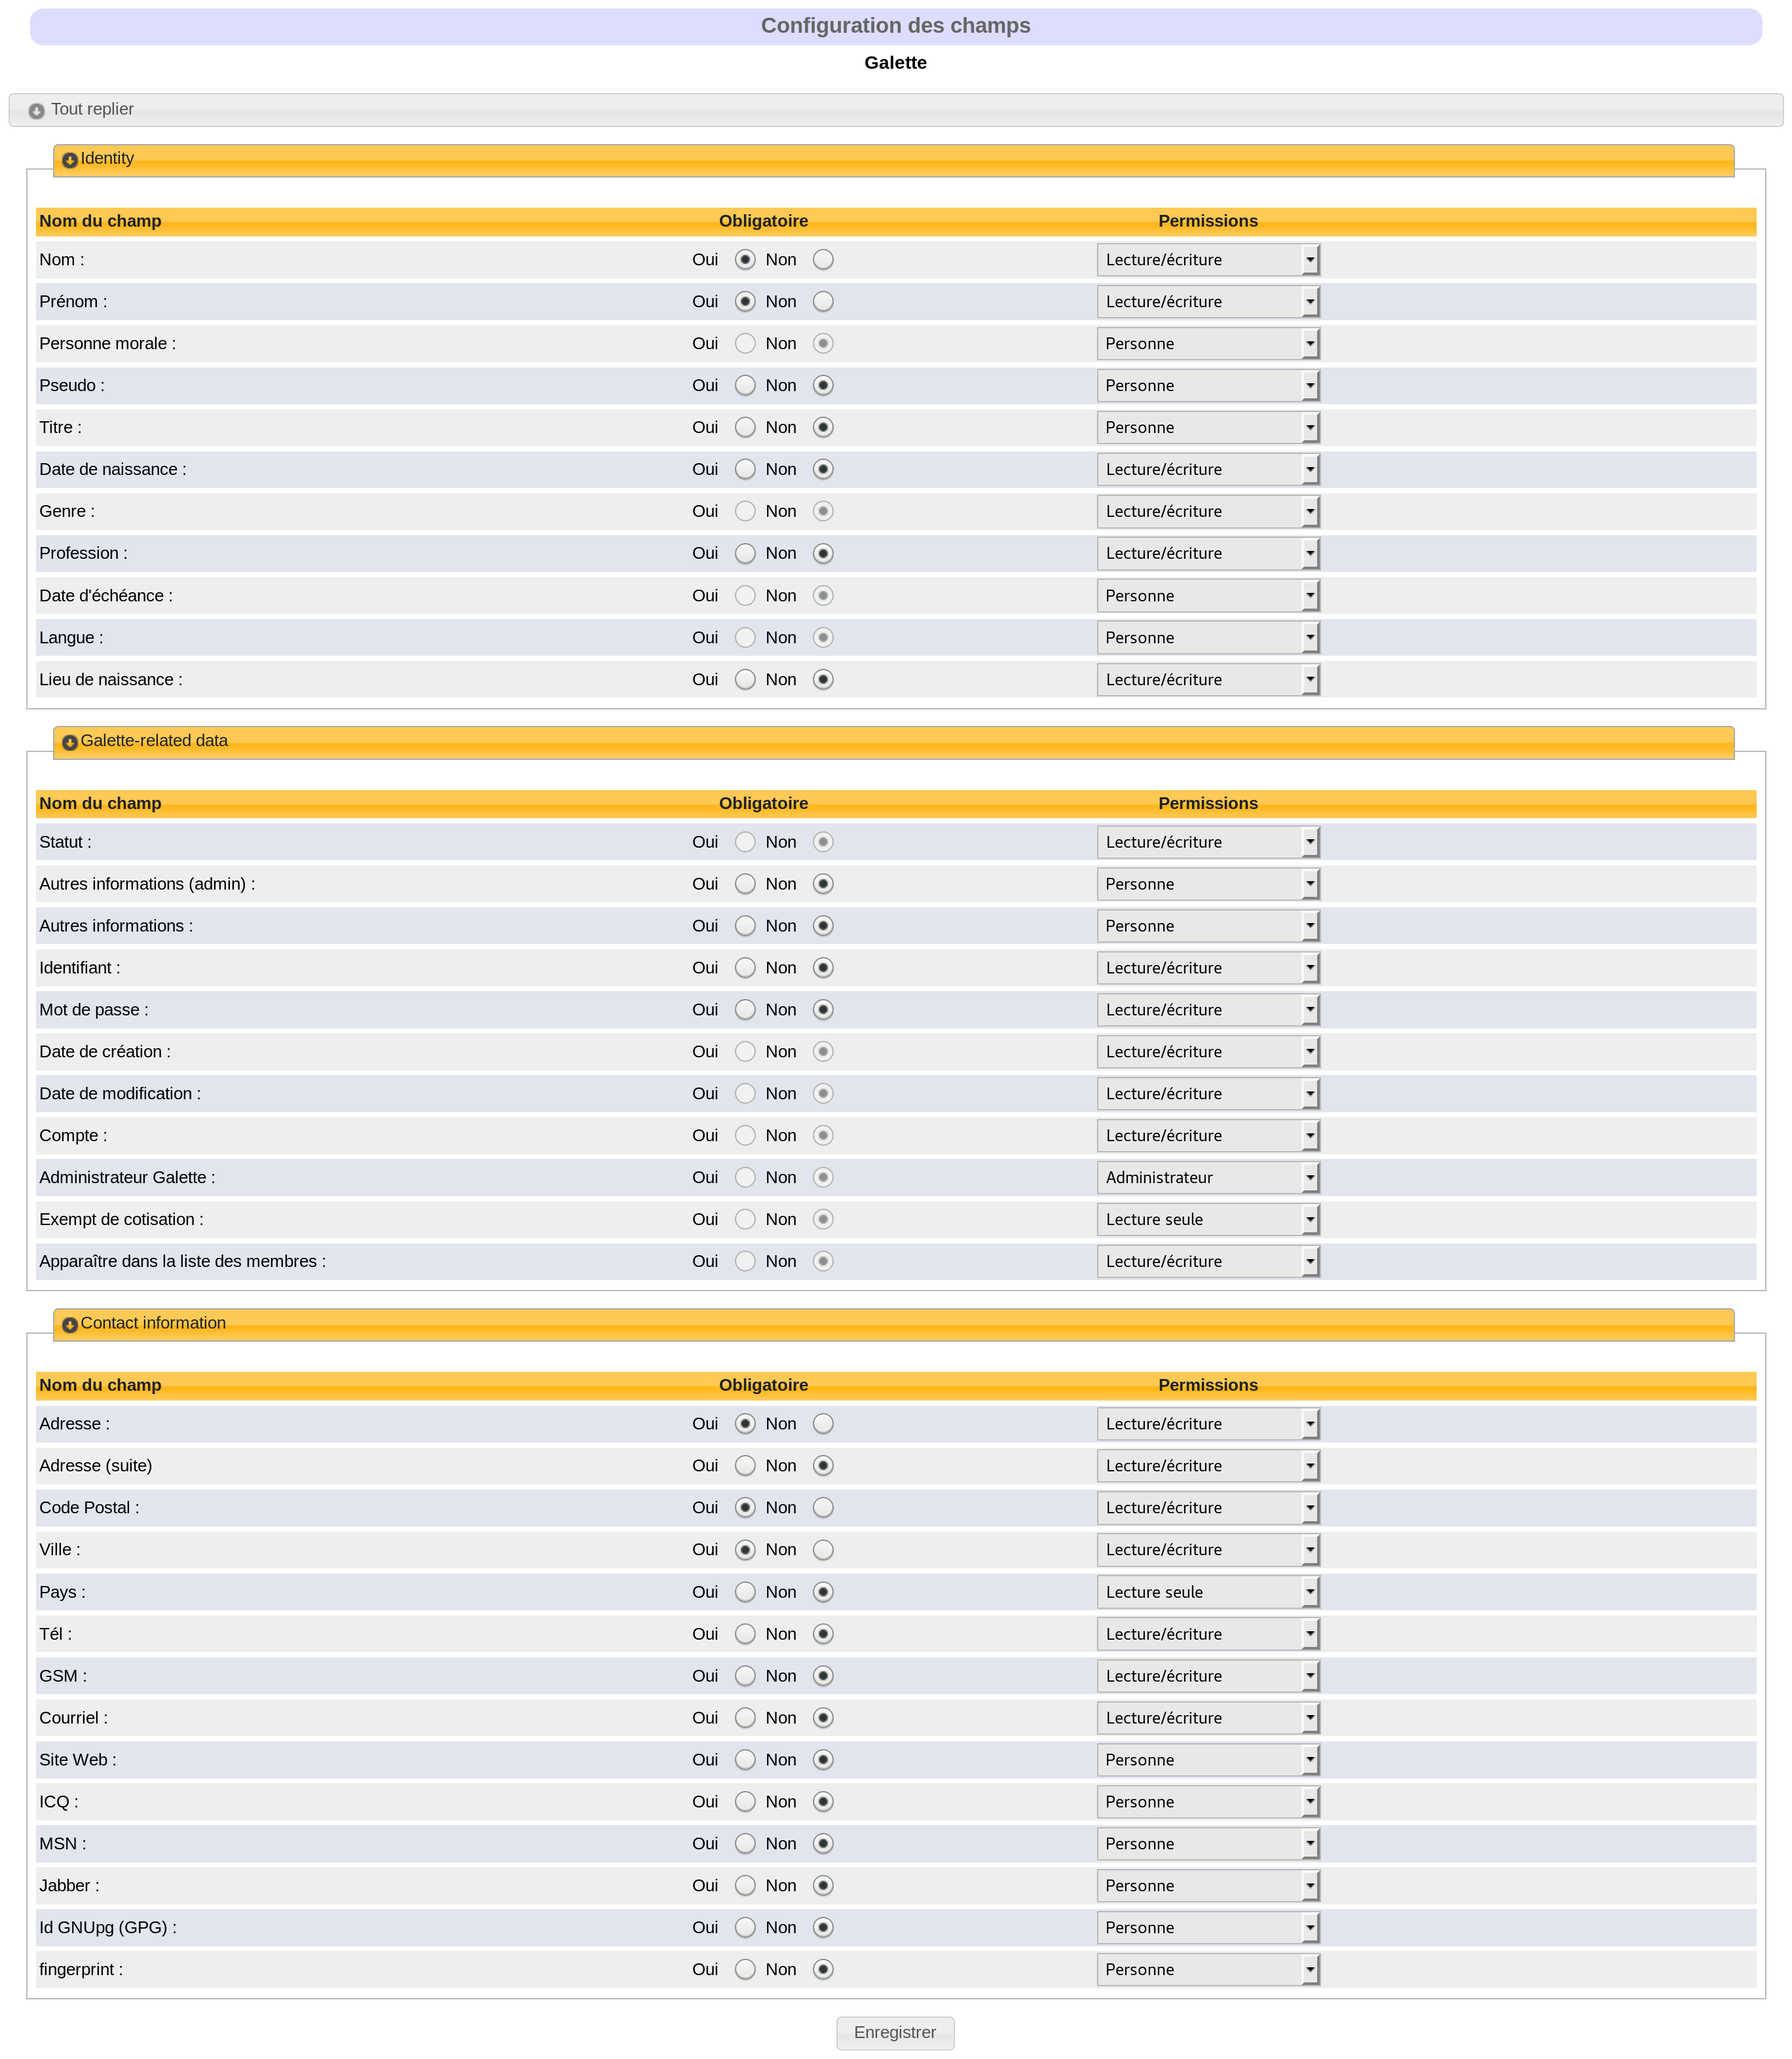 Configuration des champs
Galette
Tout replier
Identity
Nom du champ Obligatoire Permissions
Nom : Oui Non Lecture/écriture
Prénom : Oui Non Lecture/écriture
Personne morale : Oui Non Personne
Pseudo : Oui Non Personne
Titre : Oui Non Personne
Date de naissance : Oui Non Lecture/écriture
Genre : Oui Non Lecture/écriture
Profession : Oui Non Lecture/écriture
Date d'échéance : Oui Non Personne
Langue : Oui Non Personne
Lieu de naissance : Oui Non Lecture/écriture
Galette-related data
Nom du champ Obligatoire Permissions
Statut : Oui Non Lecture/écriture
Autres informations (admin) : Oui Non Personne
Autres informations : Oui Non Personne
Identifiant : Oui Non Lecture/écriture
Mot de passe : Oui Non Lecture/écriture
Date de création : Oui Non Lecture/écriture
Date de modification : Oui Non Lecture/écriture
Compte : Oui Non Lecture/écriture
Administrateur Galette : Oui Non Administrateur
Exempt de cotisation : Oui Non Lecture seule
Apparaître dans la liste des membres : Oui Non Lecture/écriture
Contact information
Nom du champ Obligatoire Permissions
Adresse : Oui Non Lecture/écriture
Adresse (suite) Oui Non Lecture/écriture
Code Postal : Oui Non Lecture/écriture
Ville : Oui Non Lecture/écriture
Pays : Oui Non Lecture seule
Tél : Oui Non Lecture/écriture
GSM : Oui Non Lecture/écriture
Courriel : Oui Non Lecture/écriture
Site Web : Oui Non Personne
ICQ : Oui Non Personne
MSN : Oui Non Personne
Jabber : Oui Non Personne
Id GNUpg (GPG) : Oui Non Personne
fingerprint : Oui Non Personne
Enregistrer